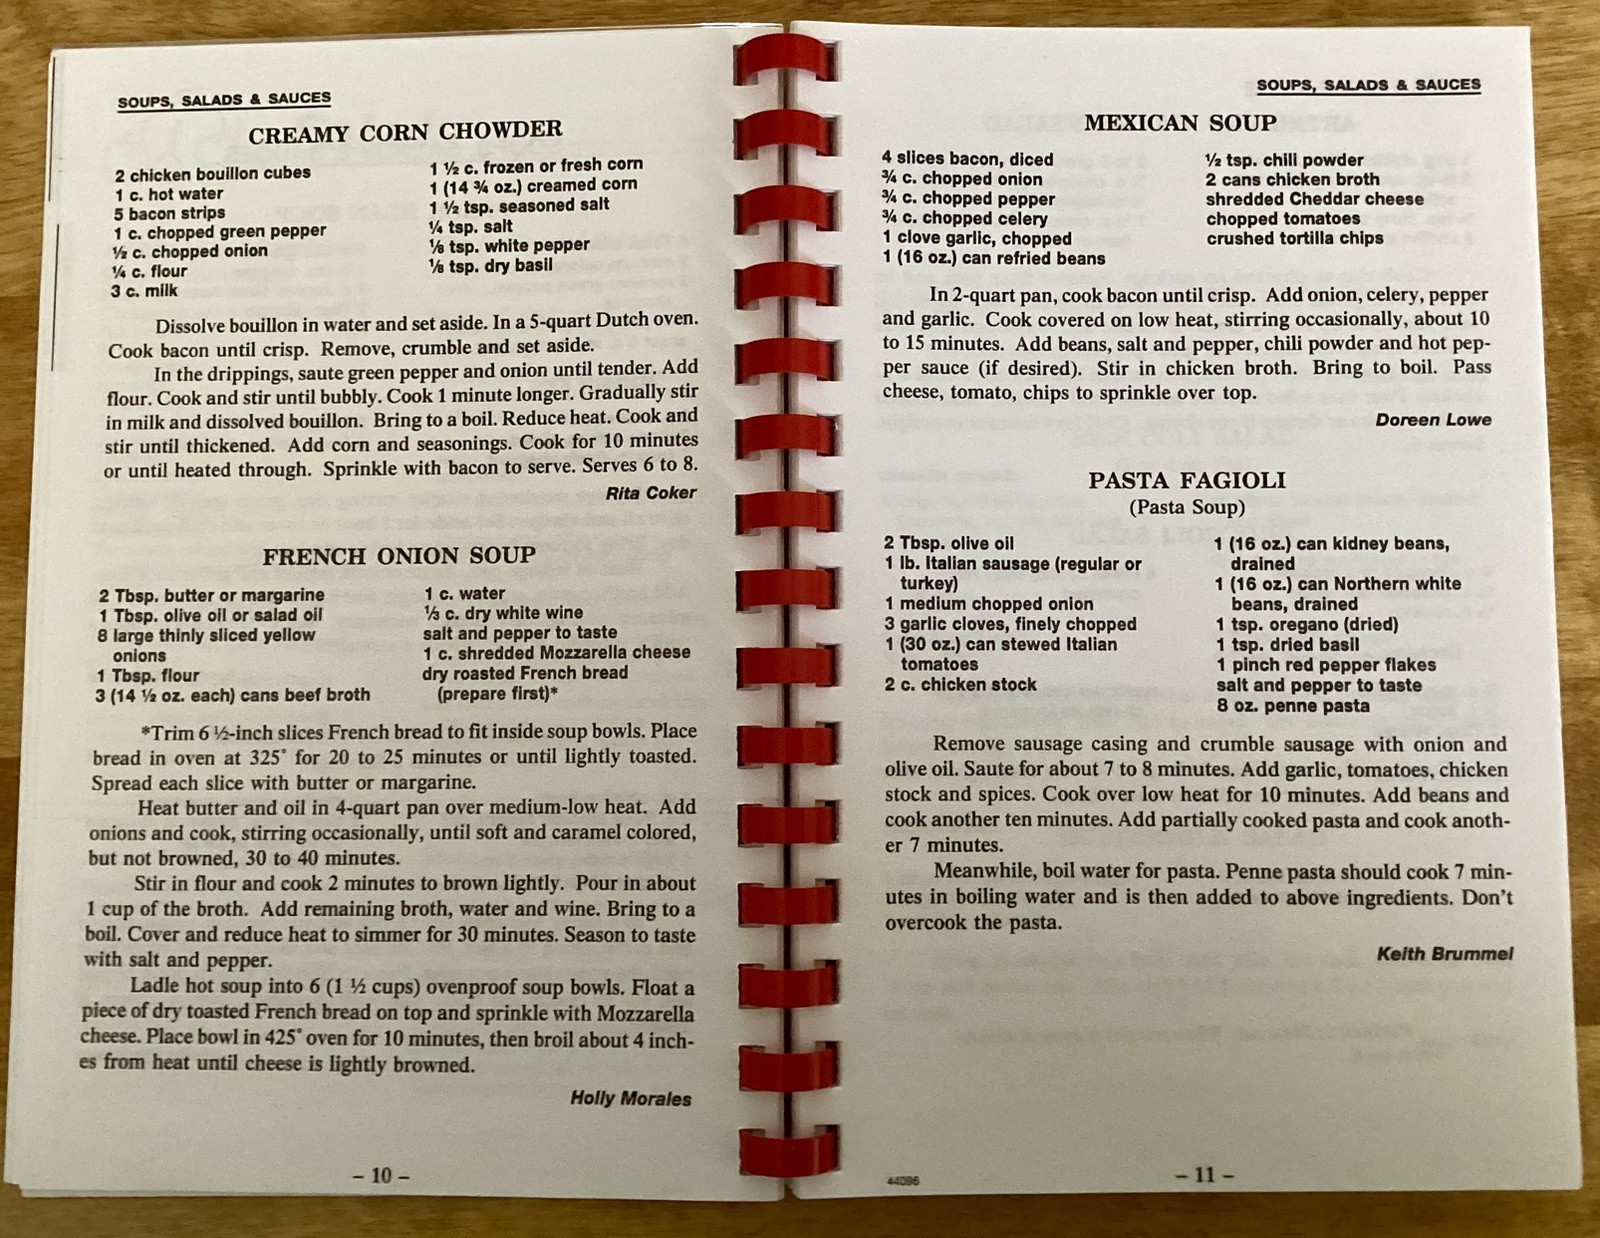 SOUPS, SALADS & SAUCES
CREAMY CORN CHOWDER
2 chicken bouillon cubes
1 c. hot water
5 bacon strips
1 c. chopped green pepper
½ c. chopped onion
¼ c. flour
3 c. milk
1 ½ c. frozen or fresh corn
1 (14 ¾ oz.) creamed corn
1 ½ tsp. seasoned salt
¼ tsp. salt
⅛ tsp. white pepper
⅛ tsp. dry basil
Dissolve bouillon in water and set aside. In a 5-quart Dutch oven.
Cook bacon until crisp. Remove, crumble and set aside.
In the drippings, saute green pepper and onion until tender. Add
flour. Cook and stir until bubbly. Cook 1 minute longer. Gradually stir
in milk and dissolved bouillon. Bring to a boil. Reduce heat. Cook and
stir until thickened. Add corn and seasonings. Cook for 10 minutes
or until heated through. Sprinkle with bacon to serve. Serves 6 to 8.
Rita Coker
FRENCH ONION SOUP
2 Tbsp. butter or margarine
1 Tbsp. olive oil or salad oil
8 large thinly sliced yellow
onions
1 Tbsp. flour
3 (14 ½ oz. each) cans beef broth
1 c. water
⅓ c. dry white wine
salt and pepper to taste
1 c. shredded Mozzarella cheese
dry roasted French bread
(prepare first)*
*Trim 6 ½-inch slices French bread to fit inside soup bowls. Place
bread in oven at 325° for 20 to 25 minutes or until lightly toasted.
Spread each slice with butter or margarine.
Heat butter and oil in 4-quart pan over medium-low heat. Add
onions and cook, stirring occasionally, until soft and caramel colored,
but not browned, 30 to 40 minutes.
Stir in flour and cook 2 minutes to brown lightly. Pour in about
1 cup of the broth. Add remaining broth, water and wine. Bring to a
boil. Cover and reduce heat to simmer for 30 minutes. Season to taste
with salt and pepper.
Ladle hot soup into 6 (1 ½ cups) ovenproof soup bowls. Float a
piece of dry toasted French bread on top and sprinkle with Mozzarella
cheese. Place bowl in 425° oven for 10 minutes, then broil about 4 inch-
es from heat until cheese is lightly browned.
Holly Morales
– 10 –
SOUPS, SALADS & SAUCES
MEXICAN SOUP
4 slices bacon, diced
¾ c. chopped onion
¾ c. chopped pepper
¾ c. chopped celery
1 clove garlic, chopped
1 (16 oz.) can refried beans
½ tsp. chili powder
2 cans chicken broth
shredded Cheddar cheese
chopped tomatoes
crushed tortilla chips
In 2-quart pan, cook bacon until crisp. Add onion, celery, pepper
and garlic. Cook covered on low heat, stirring occasionally, about 10
to 15 minutes. Add beans, salt and pepper, chili powder and hot pep-
per sauce (if desired). Stir in chicken broth. Bring to boil. Pass
cheese, tomato, chips to sprinkle over top.
Doreen Lowe
PASTA FAGIOLI
(Pasta Soup)
2 Tbsp. olive oil
1 lb. Italian sausage (regular or
turkey)
1 medium chopped onion
3 garlic cloves, finely chopped
1 (30 oz.) can stewed Italian
tomatoes
2 c. chicken stock
1 (16 oz.) can kidney beans,
drained
1 (16 oz.) can Northern white
beans, drained
1 tsp. oregano (dried)
1 tsp. dried basil
1 pinch red pepper flakes
salt and pepper to taste
8 oz. penne pasta
Remove sausage casing and crumble sausage with onion and
olive oil. Saute for about 7 to 8 minutes. Add garlic, tomatoes, chicken
stock and spices. Cook over low heat for 10 minutes. Add beans and
cook another ten minutes. Add partially cooked pasta and cook anoth-
er 7 minutes.
Meanwhile, boil water for pasta. Penne pasta should cook 7 min-
utes in boiling water and is then added to above ingredients. Don't
overcook the pasta.
Keith Brummel
44096
– 11 –